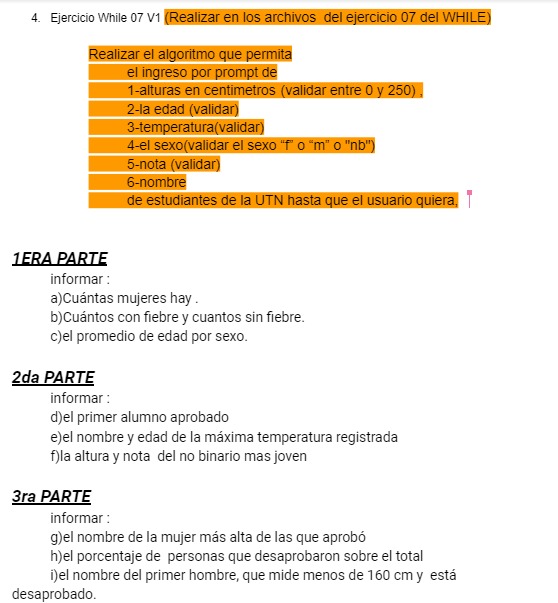 4. Ejercicio While 07 V1 (Realizar en los archivos del ejercicio 07 del WHILE)
Realizar el algoritmo que permita
el ingreso por prompt de
1-alturas en centimetros (validar entre 0 y 250) ,
2-la edad (validar)
3-temperatura(validar)
4-el sexo(validar el sexo “f” o “m” o "nb")
5-nota (validar)
6-nombre
de estudiantes de la UTN hasta que el usuario quiera,
1ERA PARTE
informar :
a)Cuántas mujeres hay .
b)Cuántos con fiebre y cuantos sin fiebre.
c)el promedio de edad por sexo.
2da PARTE
informar :
d)el primer alumno aprobado
e)el nombre y edad de la máxima temperatura registrada
f)la altura y nota del no binario mas joven
3ra PARTE
informar :
g)el nombre de la mujer más alta de las que aprobó
h)el porcentaje de personas que desaprobaron sobre el total
i)el nombre del primer hombre, que mide menos de 160 cm y está
desaprobado.